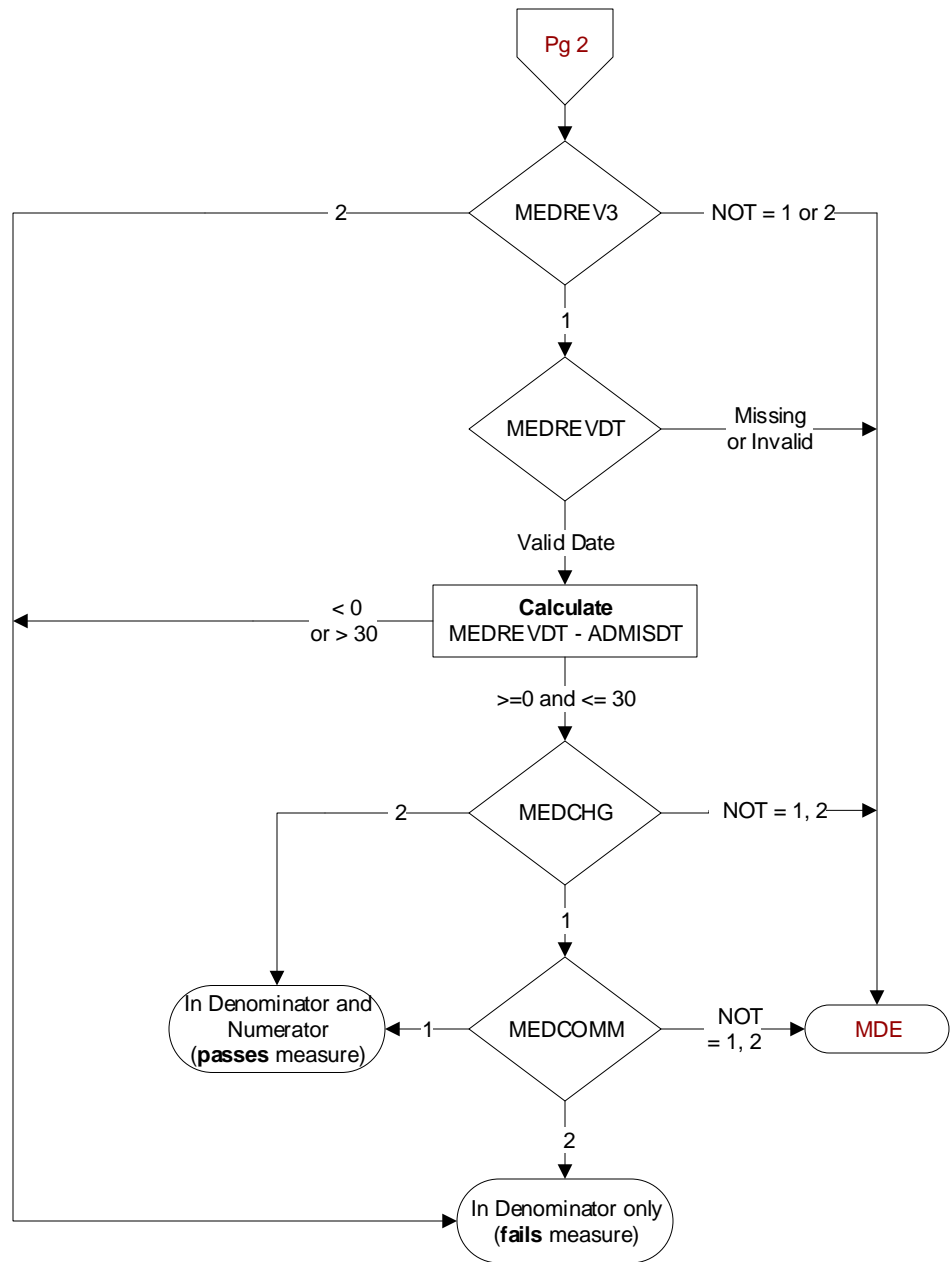 Pg 2
MEDREV3
2
NOT = 1 or 2
1
MEDREVDT
Missing
or Invalid
Valid Date
Calculate
MEDREVDT - ADMISDT
< 0
or > 30
>=0 and <= 30
MEDCHG
2
NOT = 1, 2
1
In Denominator and
Numerator
(passes measure)
1
MEDCOMM
NOT
= 1, 2
MDE
2
In Denominator only
(fails measure)